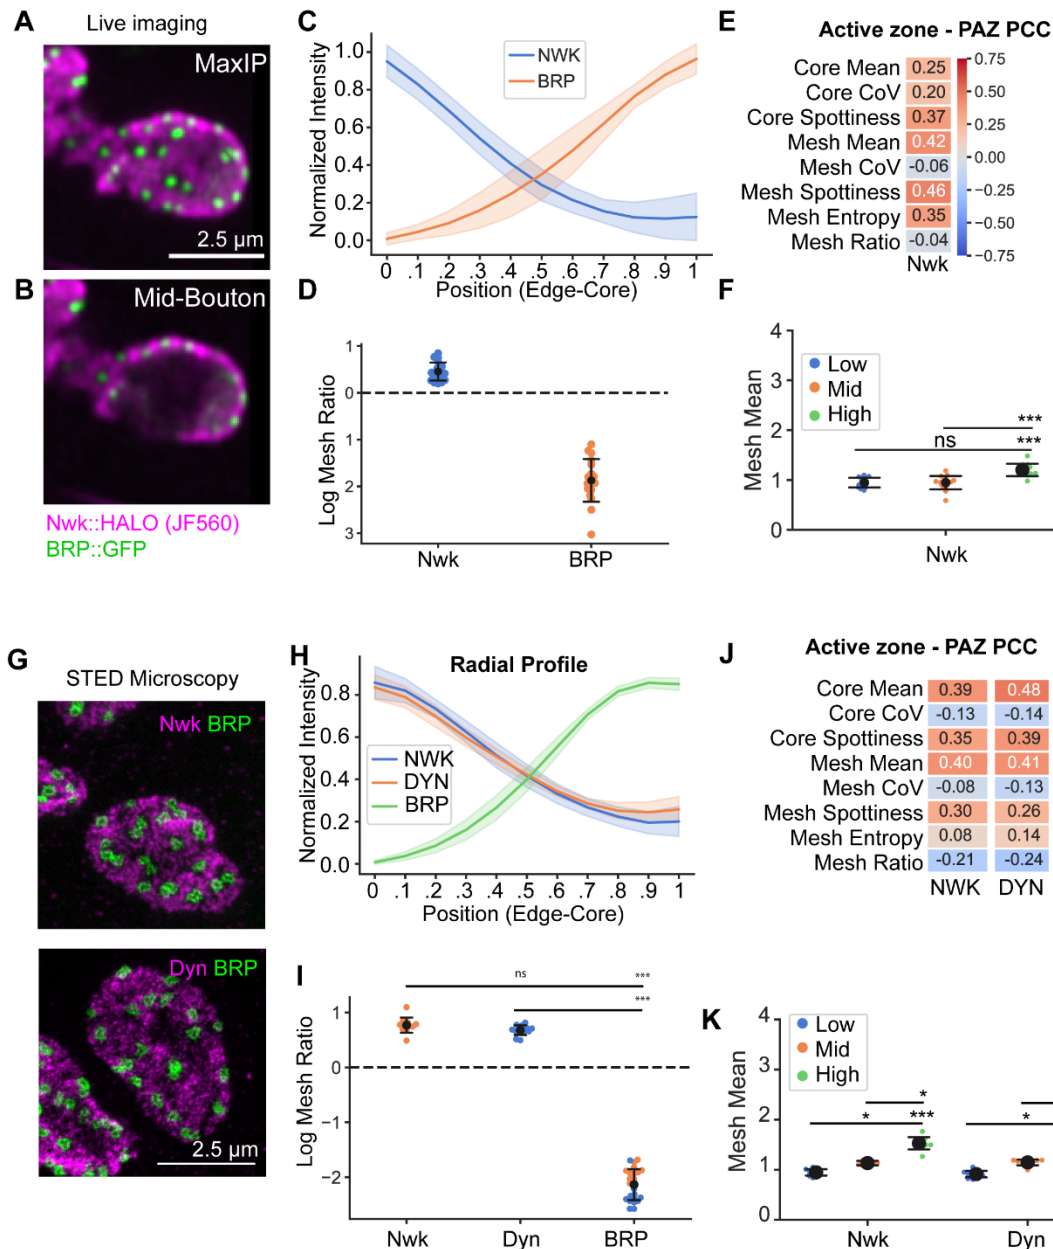 A
Live imaging
MaxIP
2.5 µm
B
Mid-Bouton
Nwk::HALO (JF560)
BRP::GFP
C
NWK
BRP
Normalized Intensity
1.0
0.8
0.6
0.4
0.2
0.0
0 .1 .2 .3 .4 .5 .6 .7 .8 .9 1
Position (Edge-Core)
D
Log Mesh Ratio
1
0
1
2
3
Nwk BRP
E
Active zone - PAZ PCC
Core Mean 0.25
Core CoV 0.20
Core Spottiness 0.37
Mesh Mean 0.42
Mesh CoV -0.06
Mesh Spottiness 0.46
Mesh Entropy 0.35
Mesh Ratio -0.04
Nwk
0.75
0.50
0.25
0.00
−0.25
−0.50
−0.75
F
Mesh Mean
4
3
2
1
0
Low
Mid
High
***
ns ***
Nwk
G
STED Microscopy
Nwk BRP
Dyn BRP
2.5 µm
H
Radial Profile
Normalized Intensity
0.8
0.6
0.4
0.2
0.0
NWK
DYN
BRP
0 .1 .2 .3 .4 .5 .6 .7 .8 .9 1
Position (Edge-Core)
I
ns ***
***
Log Mesh Ratio
1
0
−1
−2
Nwk Dyn BRP
J
Active zone - PAZ PCC
Core Mean 0.39 0.48
Core CoV -0.13 -0.14
Core Spottiness 0.35 0.39
Mesh Mean 0.40 0.41
Mesh CoV -0.08 -0.13
Mesh Spottiness 0.30 0.26
Mesh Entropy 0.08 0.14
Mesh Ratio -0.21 -0.24
NWK DYN
K
Mesh Mean
4
3
2
1
0
Low
Mid
High
*
* *** *
Nwk Dyn